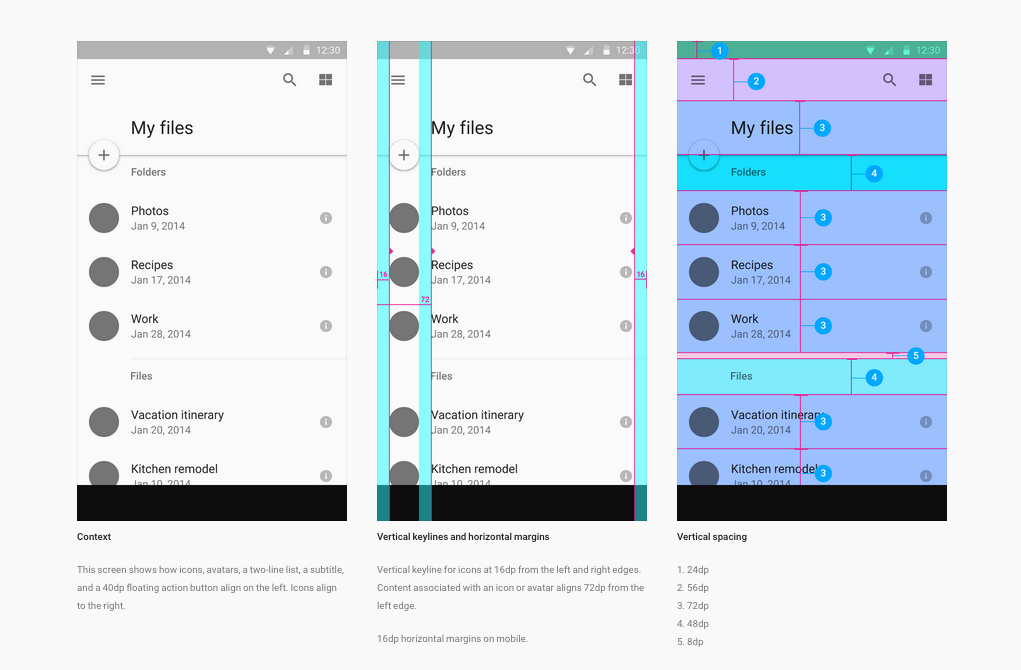 12:30
My files
Folders
Photos
Jan 9, 2014
Recipes
Jan 17, 2014
Work
Jan 28, 2014
Files
Vacation itinerary
Jan 20, 2014
Kitchen remodel
Jan 10, 2014
Context
This screen shows how icons, avatars, a two-line list, a subtitle,
and a 40dp floating action button align on the left. Icons align
to the right.
12:30
My files
Folders
Photos
Jan 9, 2014
Recipes
Jan 17, 2014
16
16
72
Work
Jan 28, 2014
Files
Vacation itinerary
Jan 20, 2014
Kitchen remodel
Jan 10, 2014
Vertical keylines and horizontal margins
Vertical keyline for icons at 16dp from the left and right edges.
Content associated with an icon or avatar aligns 72dp from the
left edge.
16dp horizontal margins on mobile.
12:30
1
2
My files
3
Folders
4
Photos
Jan 9, 2014
3
Recipes
Jan 17, 2014
3
Work
Jan 28, 2014
3
5
Files
4
Vacation itinerary
Jan 20, 2014
3
Kitchen remodel
Jan 10, 2014
3
Vertical spacing
1. 24dp
2. 56dp
3. 72dp
4. 48dp
5. 8dp